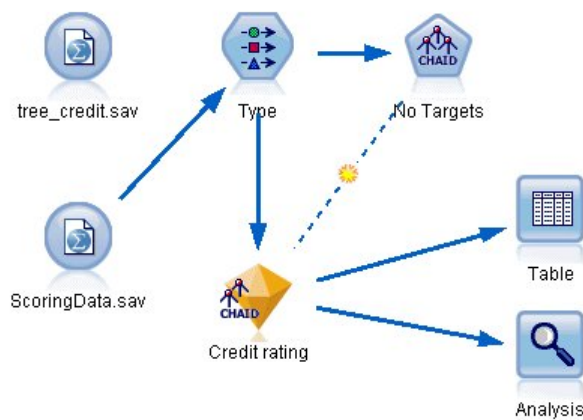 tree_credit.sav
Type
CHAID
No Targets
ScoringData.sav
CHAID
Credit rating
Table
Analysis